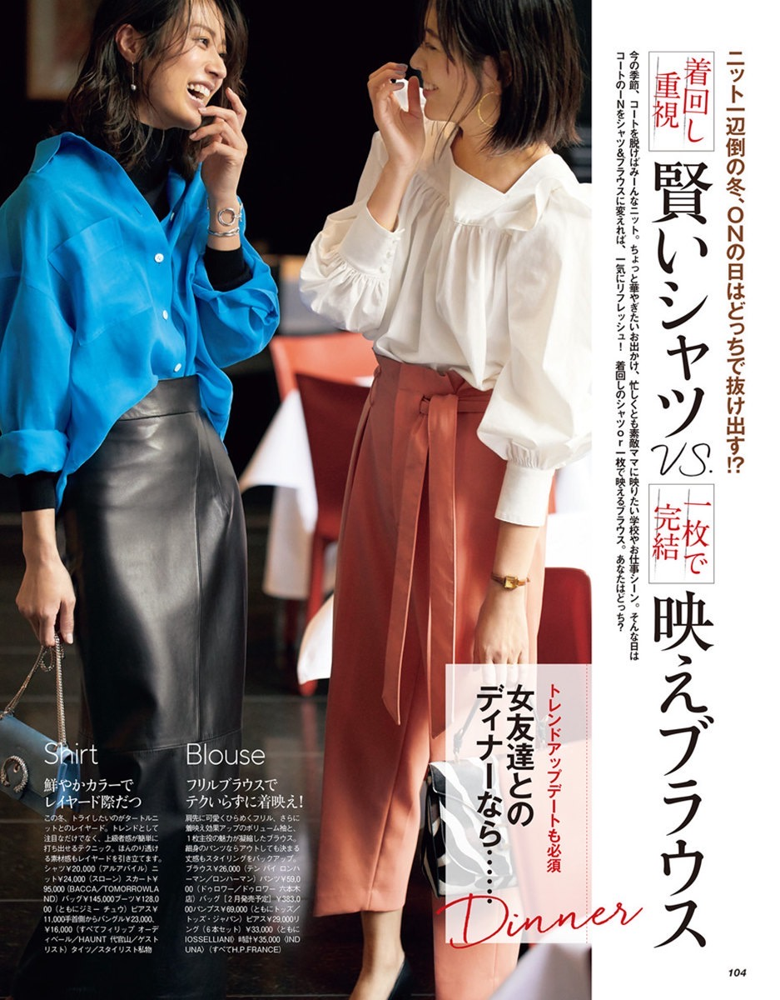 ニット一辺倒の冬、ONの日はどっちで抜け出す!?
着回し
重視
賢いシャツ
VS.
一枚で
完結
映えブラウス
今の季節、コートを脱げばみーんなニット。ちょっと華やぎたいお出かけ、忙しくとも素敵ママに映りたい学校やお仕事シーン。そんな日は
コートのINをシャツ&ブラウスに変えれば、一気にリフレッシュ! 着回しのシャツor一枚で映えるブラウス。あなたはどっち?
トレンドアップデートも必須
女友達との
ディナーなら……
Dinner
Shirt
鮮やかカラーで
レイヤード際だつ
この冬、トライしたいのがタートルニ
ットとのレイヤード。トレンドとして
注目なだけでなく、上級者感が簡単に
打ち出せるテクニック。ほんのり透け
る素材感もレイヤードを引き立てます。
シャツ¥20,000(アルアバイル)ニ
ット¥24,000(スローン)スカート¥
95,000(BACCA/TOMORROWLA
ND)バッグ¥145,000ブーツ¥128,0
00(ともにジミー チュウ)ピアス¥
11,000手首側からバングル¥23,000、
¥16,000(すべてフィリップ オーデ
ィベール/HAUNT 代官山/ゲスト
リスト)タイツ/スタイリスト私物
Blouse
フリルブラウスで
テクいらずに着映え!
肩先に可愛くひらめくフリル、さらに
着映え効果アップのボリューム袖と、
1枚主役の魅力が凝縮したブラウス。
細身のパンツならアウトしても決まる
丈感もスタイリングをバックアップ。
ブラウス¥26,000(テン バイ ロンハ
ーマン/ロンハーマン)パンツ¥59,0
00(ドゥロワー/ドゥロワー 六本木
店)バッグ[2月発売予定]¥383,0
00パンプス¥69,000(ともにトッズ/
トッズ・ジャパン)ピアス¥29,000リ
ング(6本セット)¥33,000(ともに
IOSSELLIANI)時計¥35,000(IND
UNA)(すべてH.P.FRANCE)
104